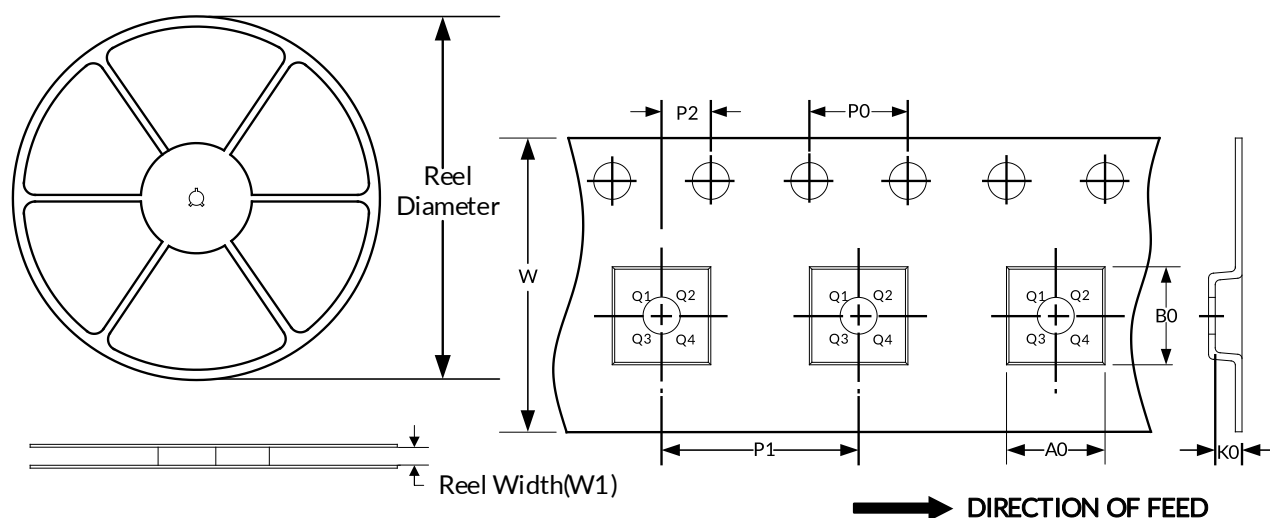 Reel
Diameter
P2
P0
W
Q1 Q2
Q3 Q4
Q1 Q2
Q3 Q4
Q1 Q2
Q3 Q4
B0
P1
A0
K0
Reel Width(W1)
DIRECTION OF FEED